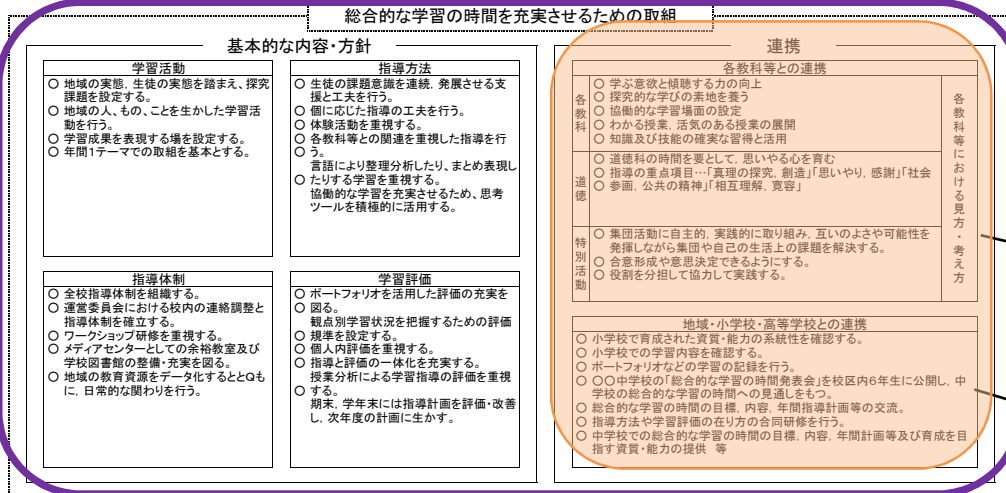 総合的な学習の時間を充実させるための取組
基本的な内容・方針
学習活動
○ 地域の実態，生徒の実態を踏まえ，探究
課題を設定する。
○ 地域の人、もの、ことを生かした学習活
動を行う。
○ 学習成果を表現する場を設定する。
○ 年間１テーマでの取組を基本とする。
指導方法
○ 生徒の課題意識を連続，発展させる支
援と工夫を行う。
○ 個に応じた指導の工夫を行う。
○ 体験活動を重視する。
○ 各教科等との関連を重視した指導を行
○ う。
言語により整理分析したり、まとめ表現し
○ たりする学習を重視する。
協働的な学習を充実させるため、思考
ツールを積極的に活用する。
指導体制
○ 全校指導体制を組織する。
○ 運営委員会における校内の連絡調整と
指導体制を確立する。
○ ワークショップ研修を重視する。
○ メディアセンターとしての余裕教室及び
学校図書館の整備・充実を図る。
○ 地域の教育資源をデータ化するととQも
に，日常的な関わりを行う。
学習評価
○ ポートフォリオを活用した評価の充実を
○ 図る。
観点別学習状況を把握するための評価
○ 規準を設定する。
○ 個人内評価を重視する。
○ 指導と評価の一体化を充実する。
授業分析による学習指導の評価を重視
○ する。
期末，学年末には指導計画を評価・改善
し，次年度の計画に生かす。
連携
各教科等との連携
各教科
○ 学ぶ意欲と傾聴する力の向上
○ 探究的な学びの素地を養う
○ 協働的な学習場面の設定
○ わかる授業，活気のある授業の展開
○ 知識及び技能の確実な習得と活用
道徳
○ 道徳科の時間を要として，思いやる心を育む
○ 指導の重点項目…「真理の探究，創造」「思いやり，感謝」「社会
○ 参画，公共の精神」「相互理解，寛容」
特別活動
○ 集団活動に自主的，実践的に取り組み，互いのよさや可能性を
発揮しながら集団や自己の生活上の課題を解決する。
○ 合意形成や意思決定できるようにする。
○ 役割を分担して協力して実践する。
各教科等における見方・考え方
地域・小学校・高等学校との連携
○ 小学校で育成された資質・能力の系統性を確認する。
○ 小学校での学習内容を確認する。
○ ポートフォリオなどの学習の記録を行う。
○ ○○中学校の「総合的な学習の時間発表会」を校区内６年生に公開し，中
学校の総合的な学習の時間への見通しをもつ。
○ 総合的な学習の時間の目標，内容，年間指導計画等の交流。
○ 指導方法や学習評価の在り方の合同研修を行う。
○ 中学校での総合的な学習の時間の目標，内容，年間計画等及び育成を目
指す資質・能力の提供　等